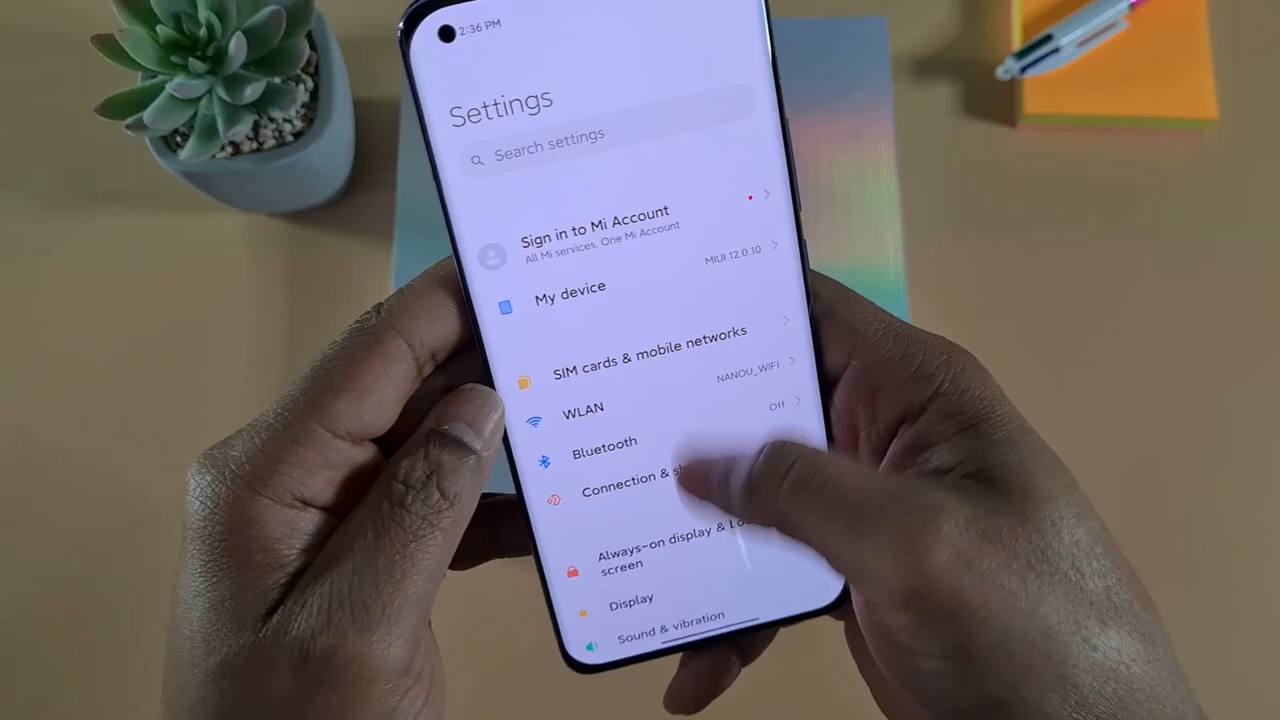 2:36 PM
Settings
Search settings
Sign in to Mi Account
All Mi services. One Mi Account
My device
MIUI 12.0.10
SIM cards & mobile networks
WLAN
NANOU_WIFI
Bluetooth
Off
Connection &
Always-on display &
screen
Display
Sound & vibration